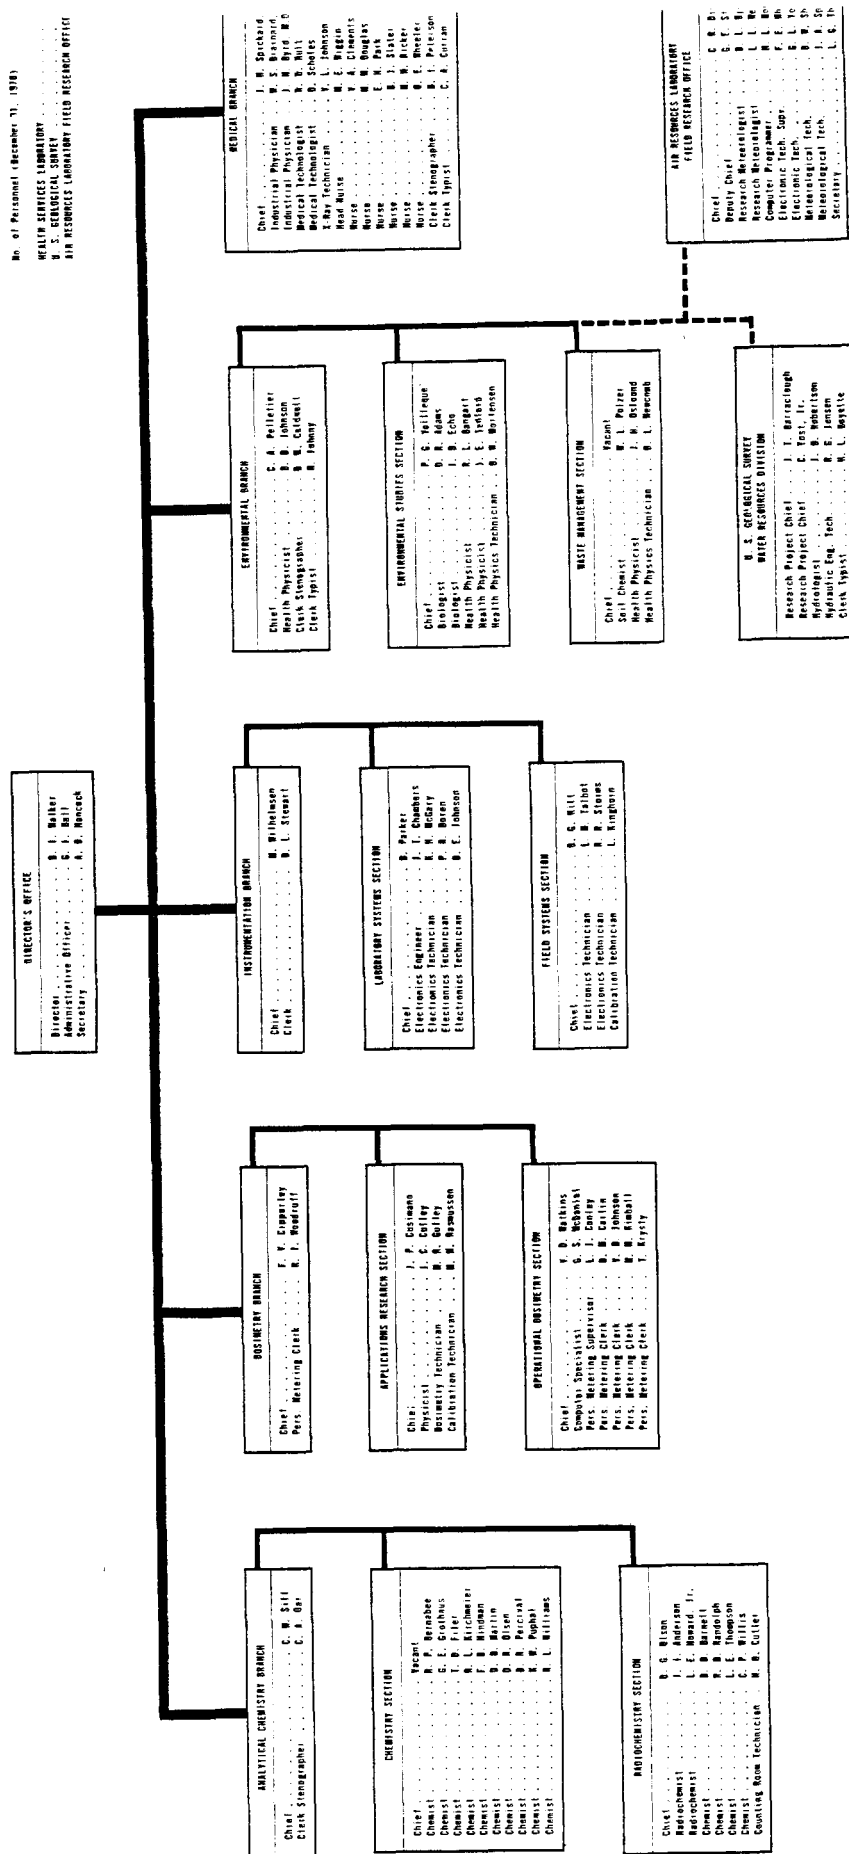 No. of Personnel (December 31, 1970)
HEALTH SERVICES LABORATORY
U. S. GEOLOGICAL SURVEY
AIR RESOURCES LABORATORY FIELD RESEARCH OFFICE
DIRECTOR'S OFFICE
Director . . . . . . . . . . D. I. Walker
Administrative Officer . . . . G. I. Ball
Secretary . . . . . . . . . A. B. Hancock
ANALYTICAL CHEMISTRY BRANCH
Chief . . . . . . . . . . C. W. Sill
Clerk Stenographer . . . . . . C. A.
CHEMISTRY SECTION
Chief . . . . . . . . . . Vacant
Chemist . . . . . . . . . R. P. Bernabee
Chemist . . . . . . . . . G. E. Grothaus
Chemist . . . . . . . . . T. D. Filer
Chemist . . . . . . . . . R. L. Kirchmeier
Chemist . . . . . . . . . F. D. Hindman
Chemist . . . . . . . . . D. B. Martin
Chemist . . . . . . . . . D. R. Olsen
Chemist . . . . . . . . . D. R. Percival
Chemist . . . . . . . . . K. W. Puphal
Chemist . . . . . . . . . R. L. Williams
RADIOCHEMISTRY SECTION
Chief . . . . . . . . . . D. G. Olson
Radiochemist . . . . . . . . J. I. Anderson
Radiochemist . . . . . . . . L. E. Howard, Jr.
Chemist . . . . . . . . . D. D. Barnett
Chemist . . . . . . . . . R. B. Randolph
Chemist . . . . . . . . . L. E. Thompson
Chemist . . . . . . . . . C. P. Willis
Counting Room Technician . . N. D. Cutler
DOSIMETRY BRANCH
Chief . . . . . . . . . . F. V. Cipperley
Pers. Metering Clerk . . . . . R. I. Woodruff
APPLICATIONS RESEARCH SECTION
Chief . . . . . . . . . . J. P. Cusimano
Physicist . . . . . . . . . J. C. Culley
Dosimetry Technician . . . . M. R. Gulley
Calibration Technician . . . . M. W. Rasmussen
OPERATIONAL DOSIMETRY SECTION
Chief . . . . . . . . . . V. D. Watkins
Computer Specialist . . . . . G. S. McDaniel
Pers. Metering Supervisor . . L. J. Conley
Pers. Metering Clerk . . . . D. M. Carlin
Pers. Metering Clerk . . . . V. D. Johnson
Pers. Metering Clerk . . . . M. M. Kimball
Pers. Metering Clerk . . . . T. Krysty
INSTRUMENTATION BRANCH
Chief . . . . . . . . . . M. Wilhelmsen
Clerk . . . . . . . . . . D. L. Stewart
LABORATORY SYSTEMS SECTION
Chief . . . . . . . . . . D. Parker
Electronics Engineer . . . . J. T. Chambers
Electronics Technician . . . . K. H. McGary
Electronics Technician . . . . P. N. Doren
Electronics Technician . . . . D. E. Johnson
FIELD SYSTEMS SECTION
Chief . . . . . . . . . . D. G. Hill
Electronics Technician . . . . L. N. Talbot
Electronics Technician . . . . R. R. Stores
Calibration Technician . . . . L. Kinghorn
ENVIRONMENTAL BRANCH
Chief . . . . . . . . . . C. A. Pelletier
Health Physicist . . . . . . B. B. Johnson
Clerk Stenographer . . . . . B. W. Caldwell
Clerk Typist . . . . . . . . N. Johnny
ENVIRONMENTAL STUDIES SECTION
Chief . . . . . . . . . . P. G. Voilleque
Biologist . . . . . . . . . D. R. Adams
Biologist . . . . . . . . . J. B. Echo
Health Physicist . . . . . . R. L. Bangart
Health Physicist . . . . . . J. E. Tenford
Health Physics Technician . . B. W. Mortensen
WASTE MANAGEMENT SECTION
Chief . . . . . . . . . . Vacant
Soil Chemist . . . . . . . . W. L. Polzer
Health Physicist . . . . . . J. H. Osloond
Health Physics Technician . . B. L. Newcomb
U. S. GEOLOGICAL SURVEY
WATER RESOURCES DIVISION
Research Project Chief . . . J. T. Barraclough
Research Project Chief . . . C. Yost, Jr.
Hydrologist . . . . . . . . J. B. Robertson
Hydraulic Eng. Tech. . . . . R. G. Jensen
Clerk Typist . . . . . . . . N. L. Boyette
MEDICAL BRANCH
Chief . . . . . . . . . . J. H. Spickard
Industrial Physician . . . . W. S. Brainard
Industrial Physician . . . . J. H. Byrd, M.D
Medical Technologist . . . . R. D. Hull
Medical Technologist . . . . D. Scholes
X-Ray Technician . . . . . . V. L. Johnson
Head Nurse . . . . . . . . M. E. Higgin
Nurse . . . . . . . . . . V. A. Clements
Nurse . . . . . . . . . . M. M. Douglas
Nurse . . . . . . . . . . E. H. Park
Nurse . . . . . . . . . . B. J. Slater
Nurse . . . . . . . . . . M. M. Ricker
Nurse . . . . . . . . . . B. E. Wheeler
Clerk Stenographer . . . . . B. I. Peterson
Clerk Typist . . . . . . . . C. A. Curran
AIR RESOURCES LABORATORY
FIELD RESEARCH OFFICE
Chief . . . . . . . . . . C. R.
Deputy Chief . . . . . . . . G. E.
Research Meteorologist . . . D. L.
Research Meteorologist . . . L. L.
Computer Programmer . . . . N. L.
Electronic Tech. Supv. . . . F. E.
Electronic Tech. . . . . . . G. L.
Meteorological Tech. . . . . B. W.
Meteorological Tech. . . . . J. A.
Secretary . . . . . . . . . L. G.